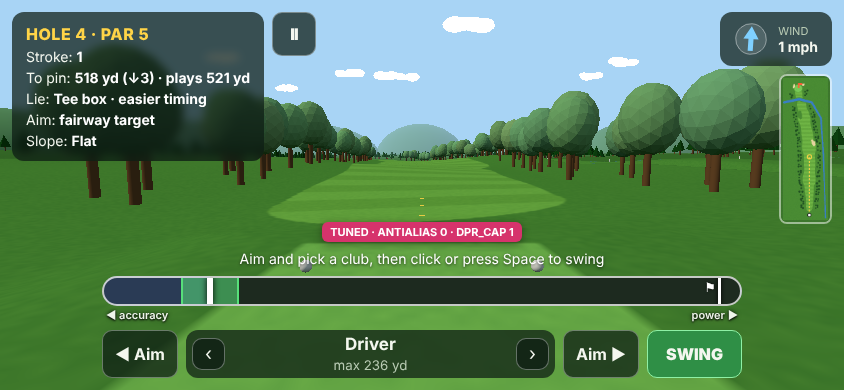 HOLE 4 · PAR 5
Stroke: 1
To pin: 518 yd (↓3) · plays 521 yd
Lie: Tee box · easier timing
Aim: fairway target
Slope: Flat
WIND
1 mph
TUNED · ANTIALIAS 0 · DPR_CAP 1
Aim and pick a club, then click or press Space to swing
◀ accuracy
power ▶
◀ Aim
‹
Driver
max 236 yd
›
Aim ▶
SWING